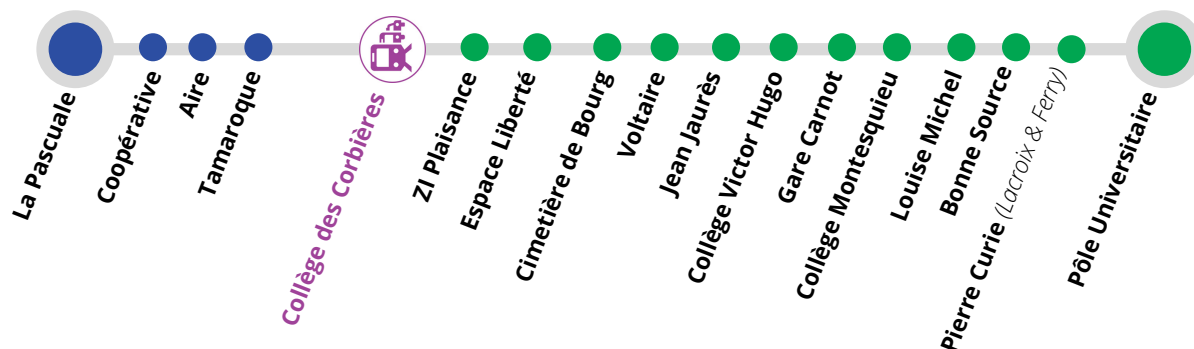 La Pascuale
Coopérative
Aire
Tamaroque
Collège des Corbières
ZI Plaisance
Espace Liberté
Cimetière de Bourg
Voltaire
Jean Jaurès
Collège Victor Hugo
Gare Carnot
Collège Montesquieu
Louise Michel
Bonne Source
Pierre Curie (Lacroix & Ferry)
Pôle Universitaire